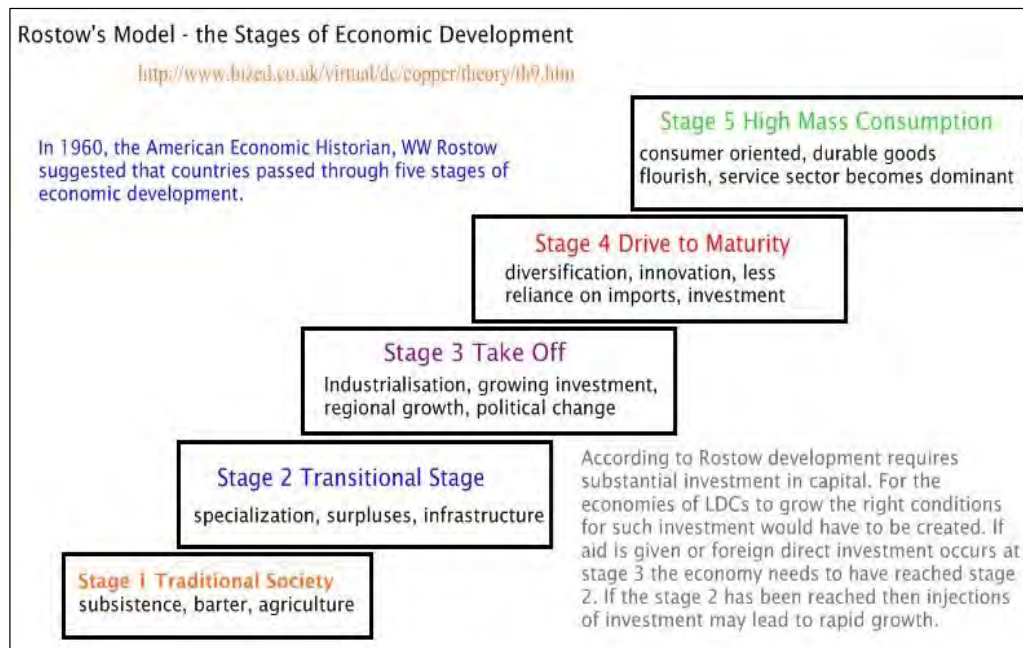 Rostow's Model - the Stages of Economic Development
http://www.bized.co.uk/virtual/dc/copper/theory/th9.htm
In 1960, the American Economic Historian, WW Rostow
suggested that countries passed through five stages of
economic development.
Stage 5 High Mass Consumption
consumer oriented, durable goods
flourish, service sector becomes dominant
Stage 4 Drive to Maturity
diversification, innovation, less
reliance on imports, investment
Stage 3 Take Off
Industrialisation, growing investment,
regional growth, political change
Stage 2 Transitional Stage
specialization, surpluses, infrastructure
Stage 1 Traditional Society
subsistence, barter, agriculture
According to Rostow development requires
substantial investment in capital. For the
economies of LDCs to grow the right conditions
for such investment would have to be created. If
aid is given or foreign direct investment occurs at
stage 3 the economy needs to have reached stage
2. If the stage 2 has been reached then injections
of investment may lead to rapid growth.